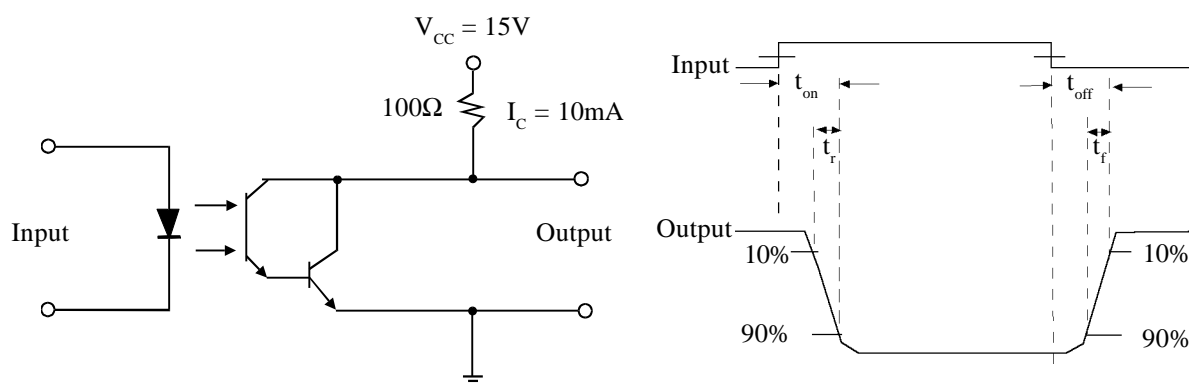 V_CC = 15V
100Ω
I_C = 10mA
Input
Output
Input
t_on
t_off
t_r
t_f
Output
10%
10%
90%
90%